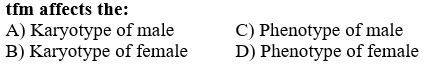 tfm affects the:
A) Karyotype of male C) Phenotype of male
B) Karyotype of female D) Phenotype of female